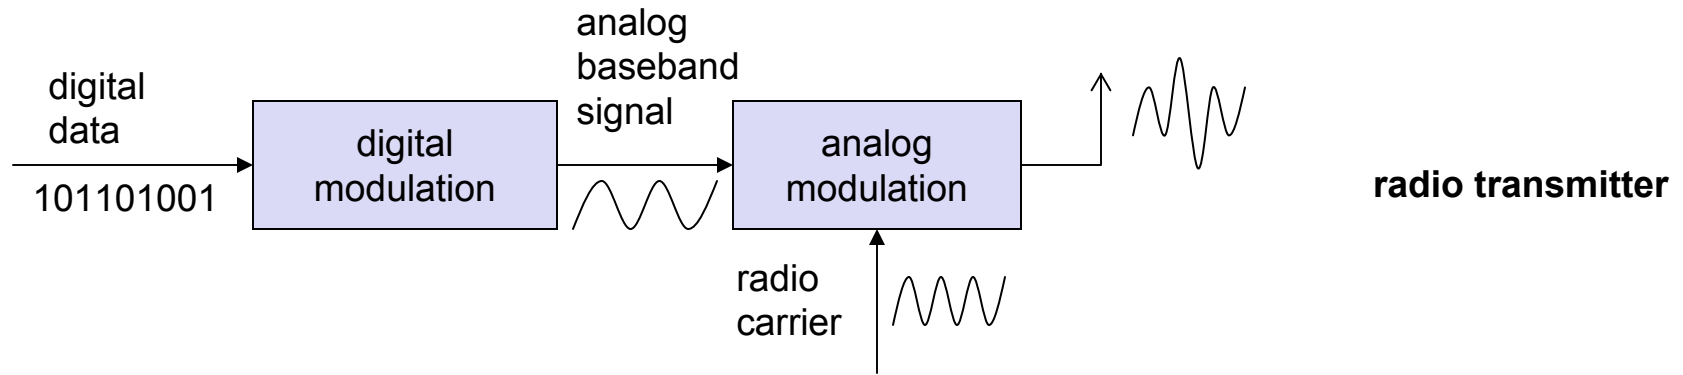 digital
data
101101001
digital
modulation
analog
baseband
signal
analog
modulation
radio
carrier
radio transmitter